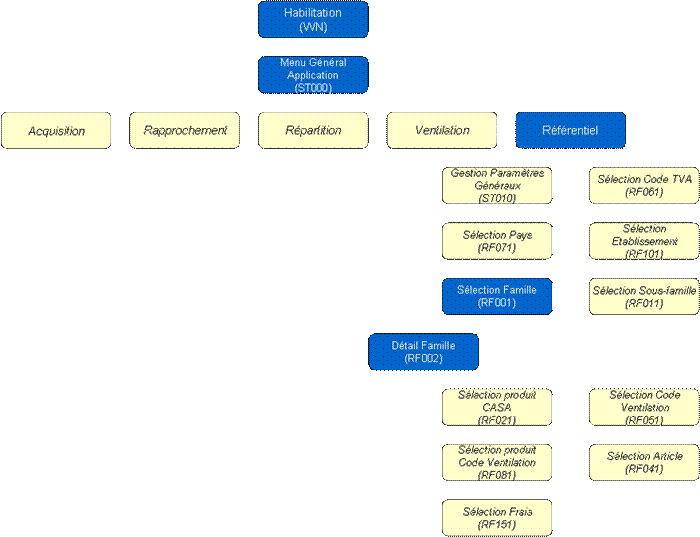 Habilitation
(VVN)
Menu Général
Application
(ST000)
Acquisition
Rapprochement
Répartition
Ventilation
Référentiel
Gestion Paramètres
Généraux
(ST010)
Sélection Code TVA
(RF061)
Sélection Pays
(RF071)
Sélection
Etablissement
(RF101)
Sélection Famille
(RF001)
Sélection Sous-famille
(RF011)
Détail Famille
(RF002)
Sélection produit
CASA
(RF021)
Sélection Code
Ventilation
(RF051)
Sélection produit
Code Ventilation
(RF081)
Sélection Article
(RF041)
Sélection Frais
(RF151)